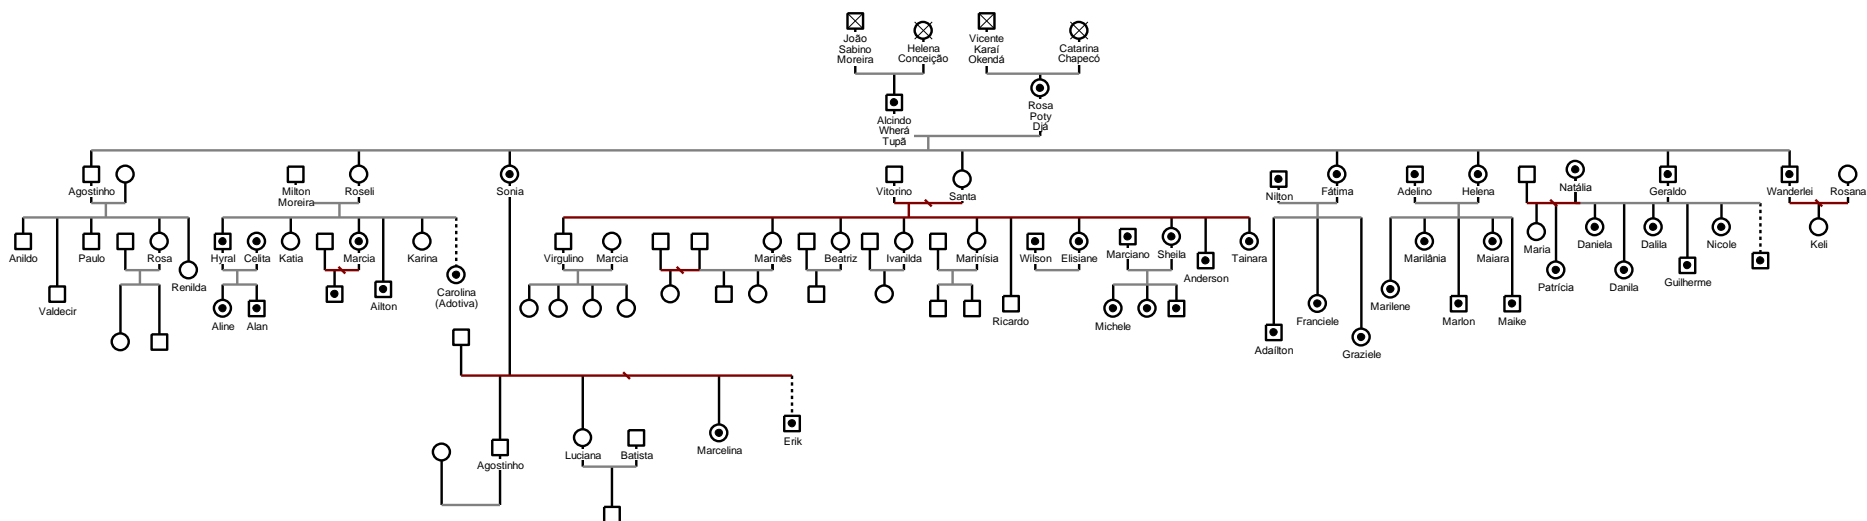 João
Sabino
Moreira
Helena
Conceição
Vicente
Karaí
Okendá
Catarina
Chapecó
Alcindo
Wherá
Tupã
Rosa
Poty
Djá
Agostinho
Milton
Moreira
Roseli
Sonia
Vitorino
Santa
Nilton
Fátima
Adelino
Helena
Natália
Geraldo
Wanderlei
Rosana
Anildo
Valdecir
Paulo
Rosa
Renilda
Hyral
Celita
Katia
Marcia
Ailton
Karina
Carolina
(Adotiva)
Aline
Alan
Virgulino
Marcia
Marinês
Beatriz
Ivanilda
Marinísia
Ricardo
Wilson
Elisiane
Marciano
Sheila
Anderson
Tainara
Michele
Adaílton
Franciele
Graziele
Marilene
Marilânia
Marlon
Maiara
Maike
Maria
Patrícia
Daniela
Danila
Dalila
Guilherme
Nicole
Keli
Agostinho
Luciana
Batista
Marcelina
Erik